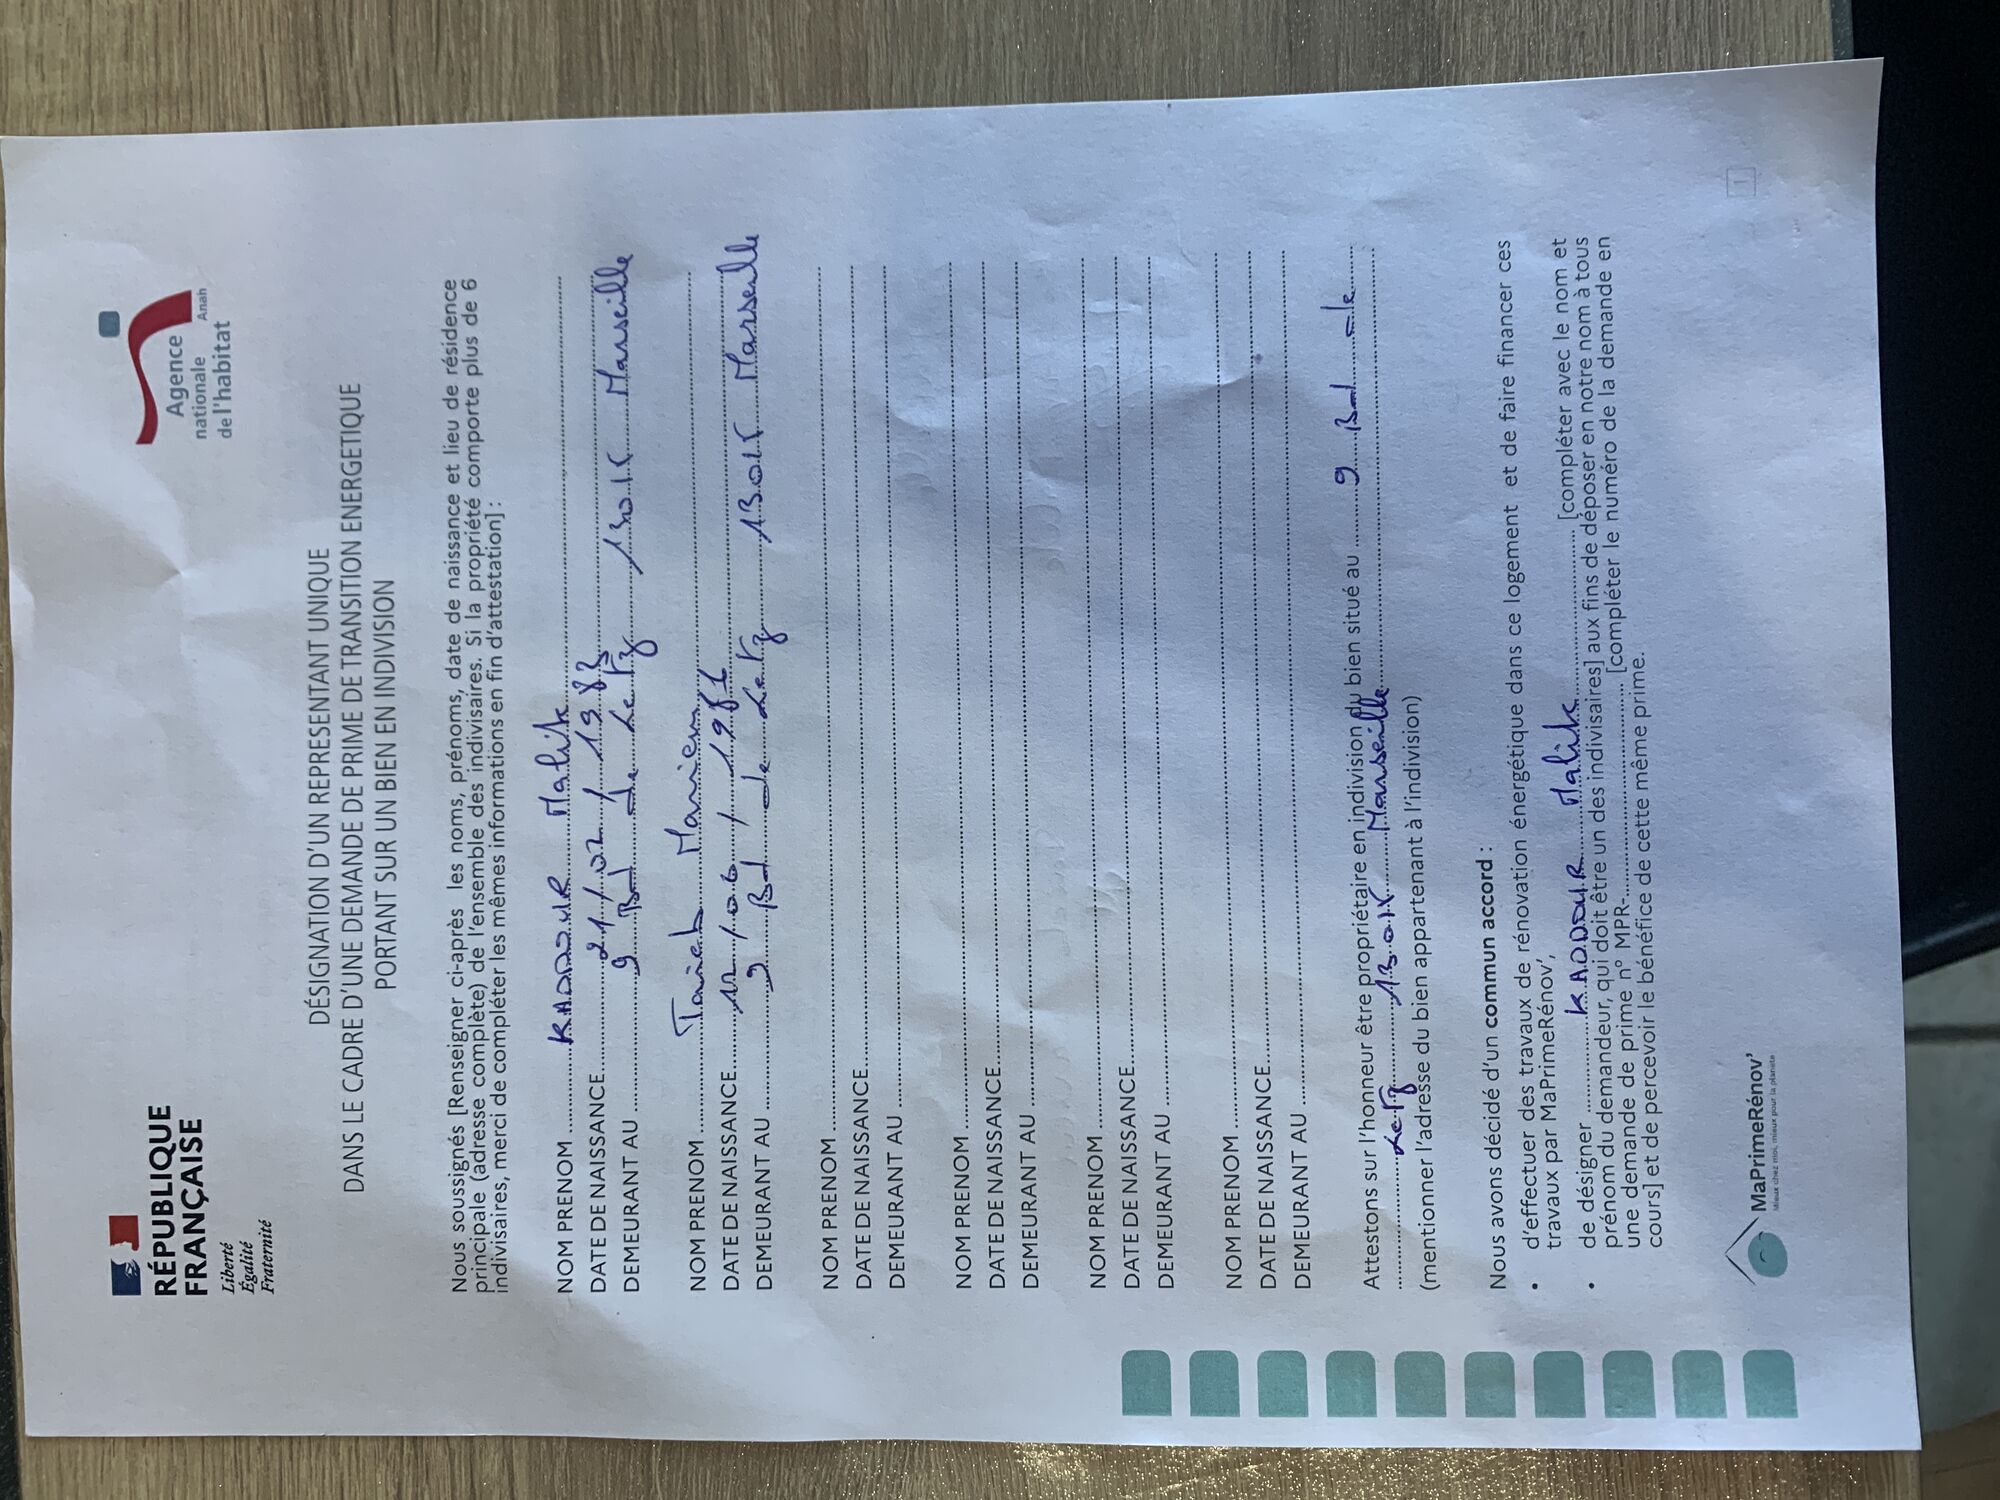 RÉPUBLIQUE
FRANÇAISE
Liberté
Égalité
Fraternité
Agence
nationale
de l'habitat
Anah
DÉSIGNATION D'UN REPRESENTANT UNIQUE
DANS LE CADRE D'UNE DEMANDE DE PRIME DE TRANSITION ENERGETIQUE
PORTANT SUR UN BIEN EN INDIVISION
Nous soussignés [Renseigner ci-après les noms, prénoms, date de naissance et lieu de résidence
principale (adresse complète) de l'ensemble des indivisaires. Si la propriété comporte plus de 6
indivisaires, merci de compléter les mêmes informations en fin d'attestation] :
NOM PRENOM KADDOUR Malik
DATE DE NAISSANCE 21/02/1983
DEMEURANT AU 9 Bd de 13015 Marseille
NOM PRENOM Mariem
DATE DE NAISSANCE /06/1981
DEMEURANT AU 9 Bd de 13015 Marseille
NOM PRENOM
DATE DE NAISSANCE
DEMEURANT AU
NOM PRENOM
DATE DE NAISSANCE
DEMEURANT AU
NOM PRENOM
DATE DE NAISSANCE
DEMEURANT AU
NOM PRENOM
DATE DE NAISSANCE
DEMEURANT AU
Attestons sur l'honneur être propriétaire en indivision du bien situé au 9 Bd de
13015 Marseille
(mentionner l'adresse du bien appartenant à l'indivision)
Nous avons décidé d'un commun accord :
• d'effectuer des travaux de rénovation énergétique dans ce logement et de faire financer ces
travaux par MaPrimeRénov',
• de désigner KADDOUR Malik [compléter avec le nom et
prénom du demandeur, qui doit être un des indivisaires] aux fins de déposer en notre nom à tous
une demande de prime n° MPR- [compléter le numéro de la demande en
cours] et de percevoir le bénéfice de cette même prime.
MaPrimeRénov'
Mieux chez moi, mieux pour la planète
1